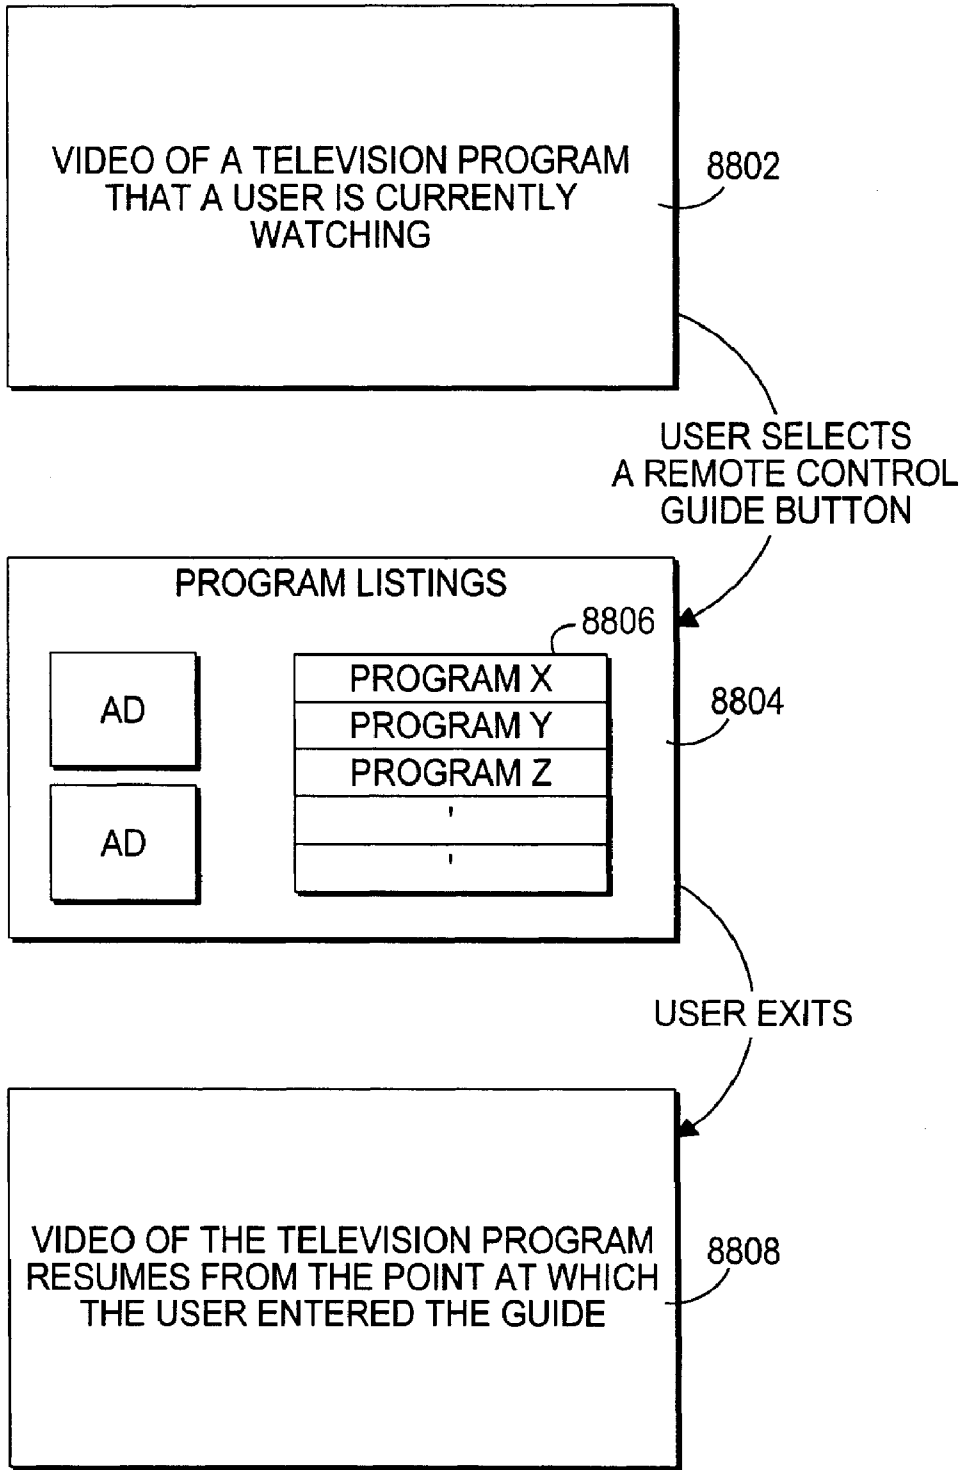 VIDEO OF A TELEVISION PROGRAM
THAT A USER IS CURRENTLY
WATCHING
8802
USER SELECTS
A REMOTE CONTROL
GUIDE BUTTON
PROGRAM LISTINGS
8806
AD
AD
PROGRAM X
PROGRAM Y
PROGRAM Z
'
'
8804
USER EXITS
VIDEO OF THE TELEVISION PROGRAM
RESUMES FROM THE POINT AT WHICH
THE USER ENTERED THE GUIDE
8808